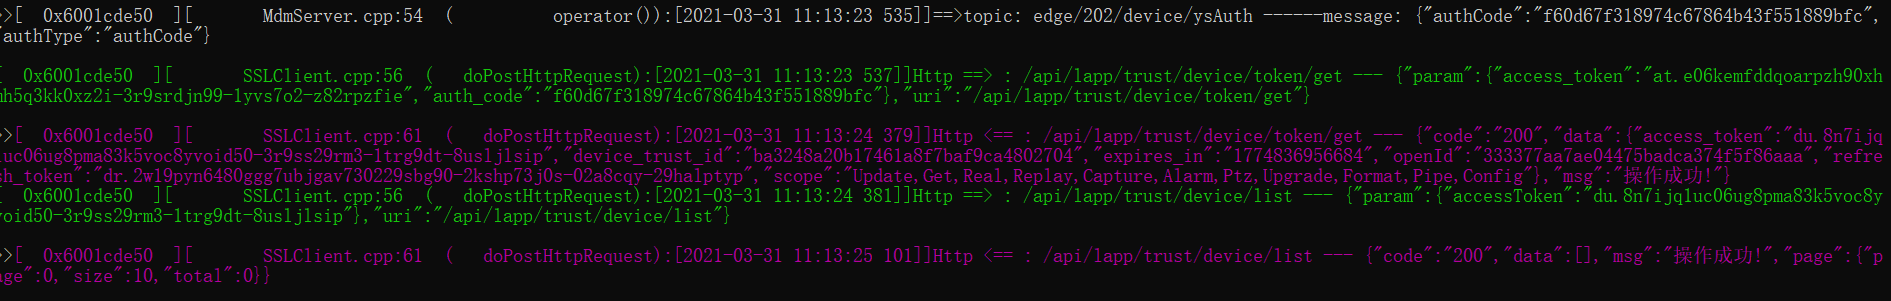 >>[  0x6001cde50  ][       MdmServer.cpp:54  (          operator()):[2021-03-31 11:13:23 535]]==>topic: edge/202/device/ysAuth ------message: {"authCode":"f60d67f318974c67864b43f551889bfc",
"authType":"authCode"}
[  0x6001cde50  ][       SSLClient.cpp:56  (   doPostHttpRequest):[2021-03-31 11:13:23 537]]Http ==> : /api/lapp/trust/device/token/get --- {"param":{"access_token":"at.e06kemfddqoarpzh90xh
mh5q3kk0xz2i-3r9srdjn99-1yvs7o2-z82rpzfie","auth_code":"f60d67f318974c67864b43f551889bfc"},"uri":"/api/lapp/trust/device/token/get"}
>>[  0x6001cde50  ][       SSLClient.cpp:61  (   doPostHttpRequest):[2021-03-31 11:13:24 379]]Http <== : /api/lapp/trust/device/token/get --- {"code":"200","data":{"access_token":"du.8n7ijq
1uc06ug8pma83k5voc8yvoid50-3r9ss29rm3-1trg9dt-8usljlsip","device_trust_id":"ba3248a20b17461a8f7baf9ca4802704","expires_in":"1774836956684","openId":"333377aa7ae04475badca374f5f86aaa","refre
sh_token":"dr.2w19pyn6480ggg7ubjgav730229sbg90-2kshp73j0s-02a8cqy-29halptyp","scope":"Update,Get,Real,Replay,Capture,Alarm,Ptz,Upgrade,Format,Pipe,Config"},"msg":"操作成功!"}
[  0x6001cde50  ][       SSLClient.cpp:56  (   doPostHttpRequest):[2021-03-31 11:13:24 381]]Http ==> : /api/lapp/trust/device/list --- {"param":{"accessToken":"du.8n7ijq1uc06ug8pma83k5voc8y
void50-3r9ss29rm3-1trg9dt-8usljlsip"},"uri":"/api/lapp/trust/device/list"}
>>[  0x6001cde50  ][       SSLClient.cpp:61  (   doPostHttpRequest):[2021-03-31 11:13:25 101]]Http <== : /api/lapp/trust/device/list --- {"code":"200","data":[],"msg":"操作成功!","page":{"p
age":0,"size":10,"total":0}}